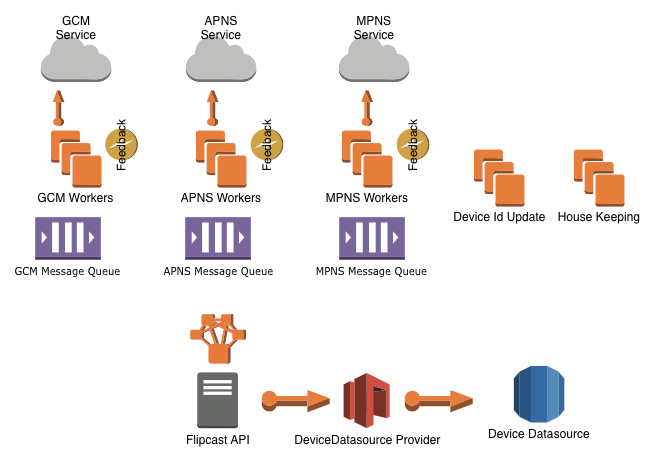 GCM
Service
APNS
Service
MPNS
Service
Feedback
Feedback
Feedback
GCM Workers
APNS Workers
MPNS Workers
Device Id Update
House Keeping
GCM Message Queue
APNS Message Queue
MPNS Message Queue
Flipcast API
DeviceDatasource Provider
Device Datasource